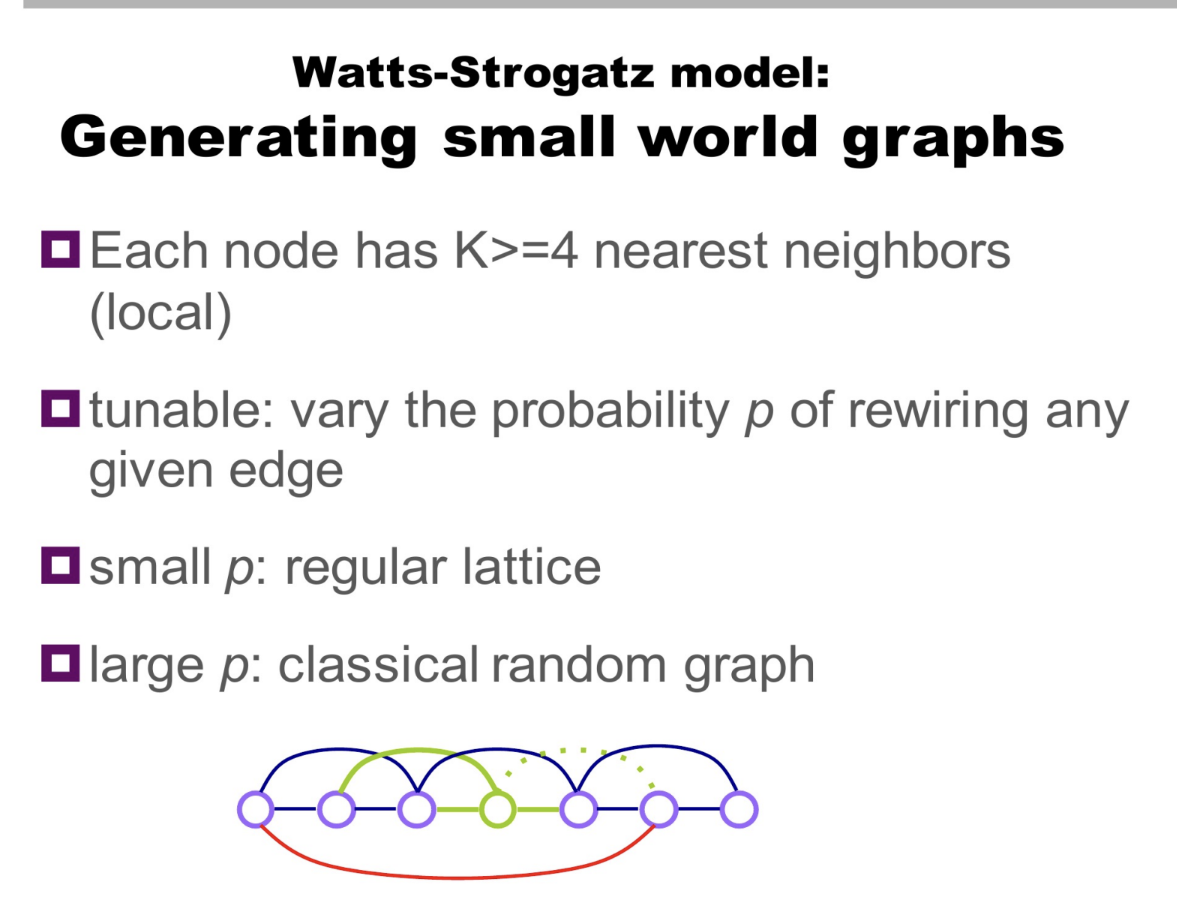 Watts-Strogatz model:
Generating small world graphs
Each node has K>=4 nearest neighbors
(local)
tunable: vary the probability p of rewiring any
given edge
small p: regular lattice
large p: classical random graph